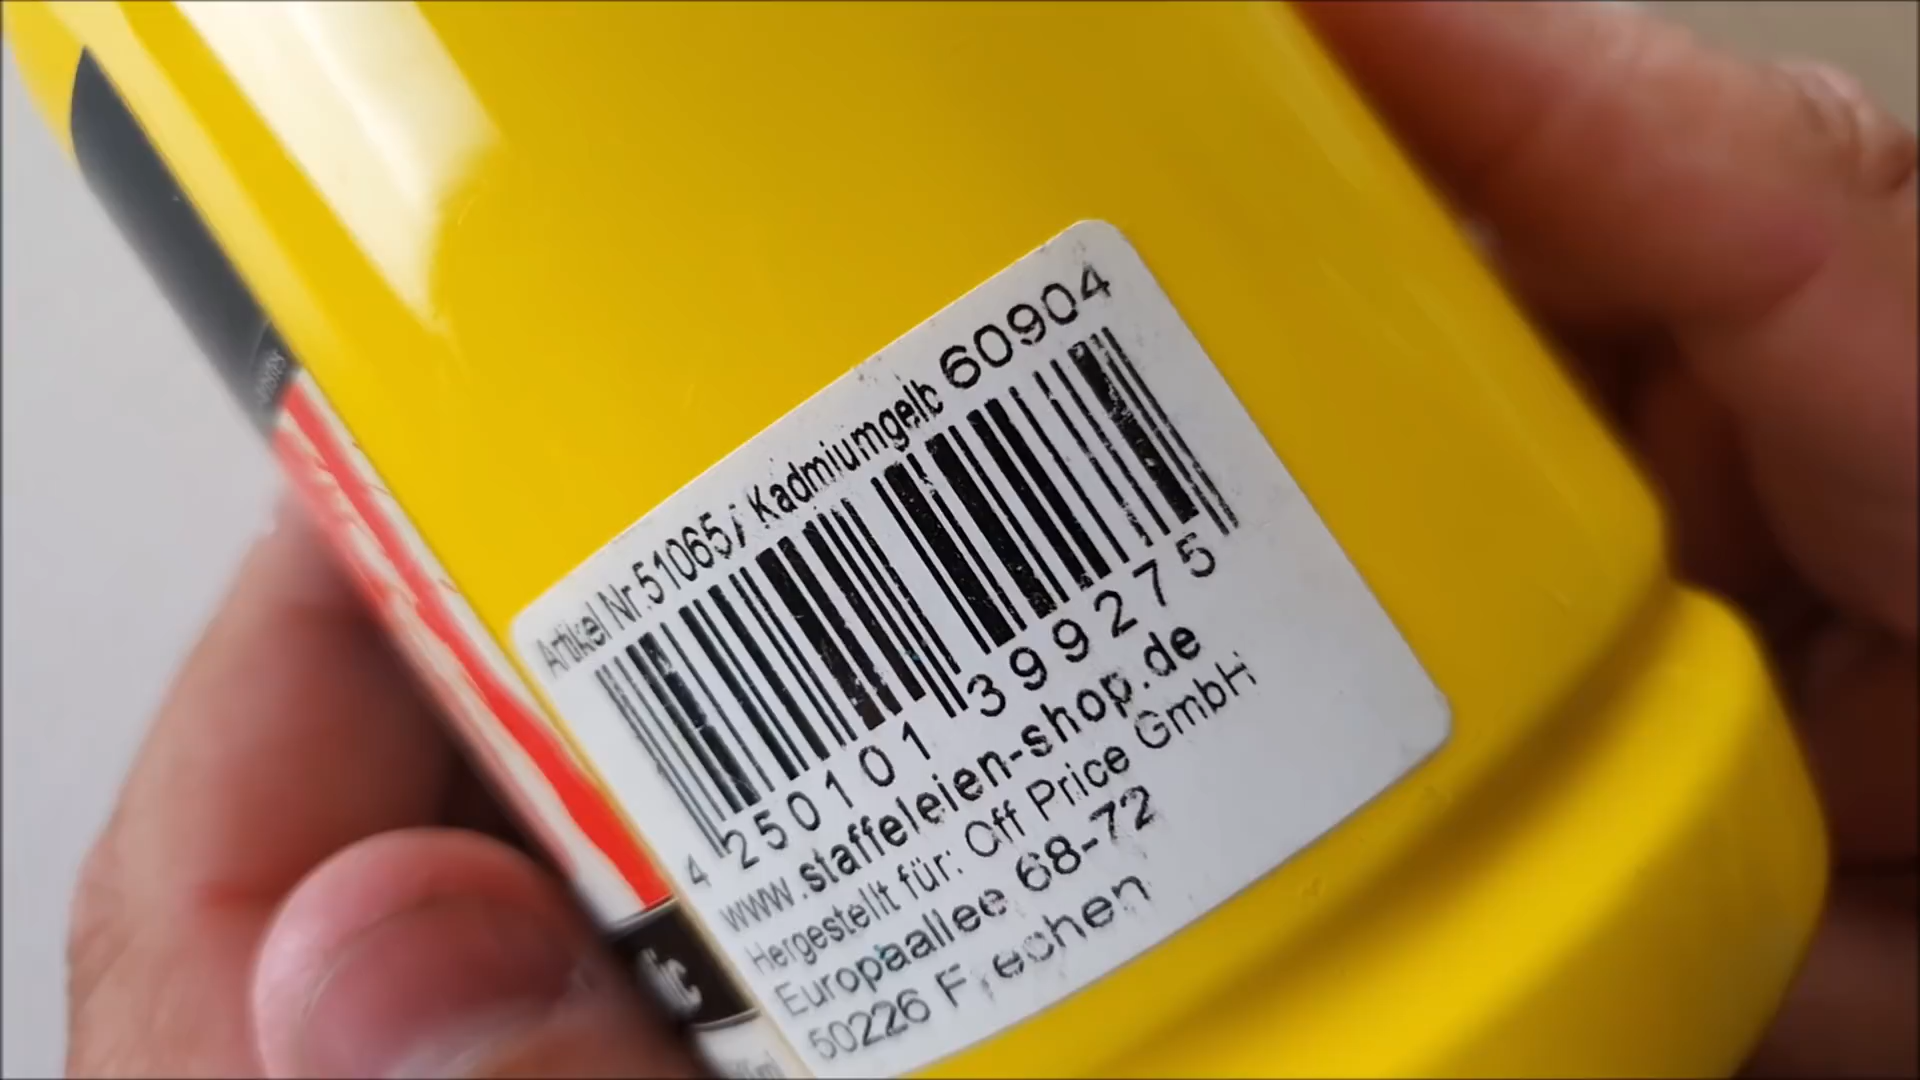 Artikel Nr.51065 / Kadmiumgelb 60904
4 250101 399275
www.staffeleien-shop.de
Hergestellt für: Off Price GmbH
Europaallee 68-72
50226 Frechen
ic